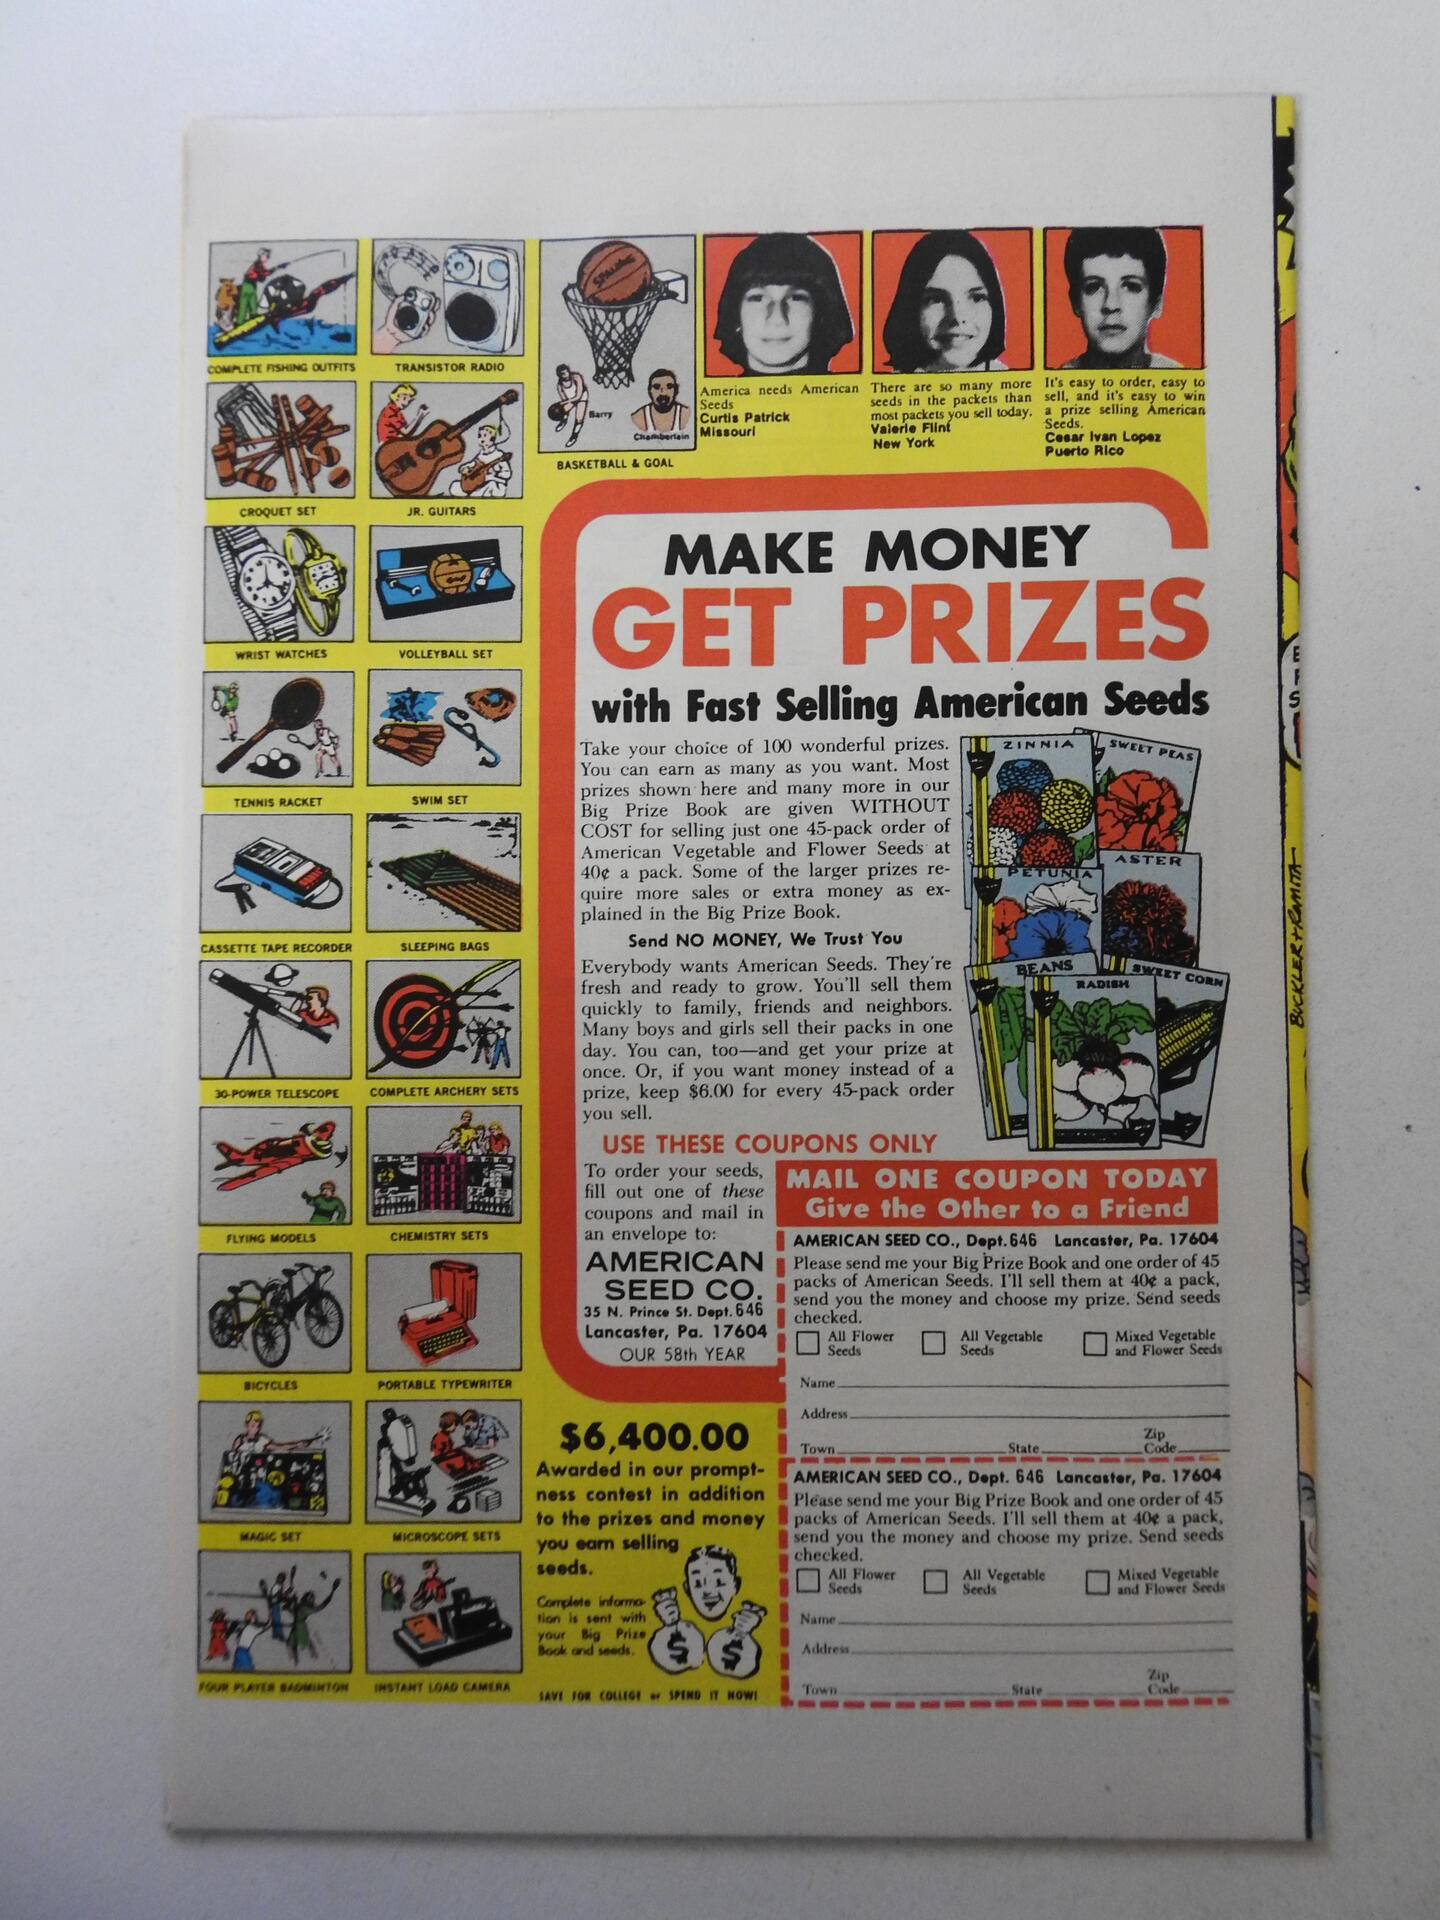 COMPLETE FISHING OUTFITS
TRANSISTOR RADIO
CROQUET SET
JR. GUITARS
WRIST WATCHES
VOLLEYBALL SET
TENNIS RACKET
SWIM SET
CASSETTE TAPE RECORDER
SLEEPING BAGS
30-POWER TELESCOPE
COMPLETE ARCHERY SETS
FLYING MODELS
CHEMISTRY SETS
BICYCLES
PORTABLE TYPEWRITER
MAGIC SET
MICROSCOPE SETS
FOUR PLAYER BADMINTON
INSTANT LOAD CAMERA
SPALDING
Barry
Chamberlain
BASKETBALL & GOAL
America needs American
Seeds
Curtis Patrick
Missouri
There are so many more
seeds in the packets than
most packets you sell today.
Valerie Flint
New York
It's easy to order, easy to
sell, and it's easy to win
a prize selling American
Seeds.
Cesar Ivan Lopez
Puerto Rico
MAKE MONEY
GET PRIZES
with Fast Selling American Seeds
Take your choice of 100 wonderful prizes.
You can earn as many as you want. Most
prizes shown here and many more in our
Big Prize Book are given WITHOUT
COST for selling just one 45-pack order of
American Vegetable and Flower Seeds at
40¢ a pack. Some of the larger prizes re-
quire more sales or extra money as ex-
plained in the Big Prize Book.
Send NO MONEY, We Trust You
Everybody wants American Seeds. They're
fresh and ready to grow. You'll sell them
quickly to family, friends and neighbors.
Many boys and girls sell their packs in one
day. You can, too—and get your prize at
once. Or, if you want money instead of a
prize, keep $6.00 for every 45-pack order
you sell.
ZINNIA
SWEET PEAS
PETUNIA
ASTER
BEANS
RADISH
SWEET CORN
USE THESE COUPONS ONLY
To order your seeds,
fill out one of these
coupons and mail in
an envelope to:
AMERICAN
SEED CO.
35 N. Prince St. Dept. 646
Lancaster, Pa. 17604
OUR 58th YEAR
MAIL ONE COUPON TODAY
Give the Other to a Friend
AMERICAN SEED CO., Dept. 646 Lancaster, Pa. 17604
Please send me your Big Prize Book and one order of 45
packs of American Seeds. I'll sell them at 40¢ a pack,
send you the money and choose my prize. Send seeds
checked.
All Flower Seeds
All Vegetable Seeds
Mixed Vegetable and Flower Seeds
Name
Address
Town State Zip Code
AMERICAN SEED CO., Dept. 646 Lancaster, Pa. 17604
Please send me your Big Prize Book and one order of 45
packs of American Seeds. I'll sell them at 40¢ a pack,
send you the money and choose my prize. Send seeds
checked.
All Flower Seeds
All Vegetable Seeds
Mixed Vegetable and Flower Seeds
Name
Address
Town State Zip Code
$6,400.00
Awarded in our prompt-
ness contest in addition
to the prizes and money
you earn selling
seeds.
Complete informa-
tion is sent with
your Big Prize
Book and seeds.
$ $
SAVE FOR COLLEGE or SPEND IT NOW!
BUCKLER + ROMITA